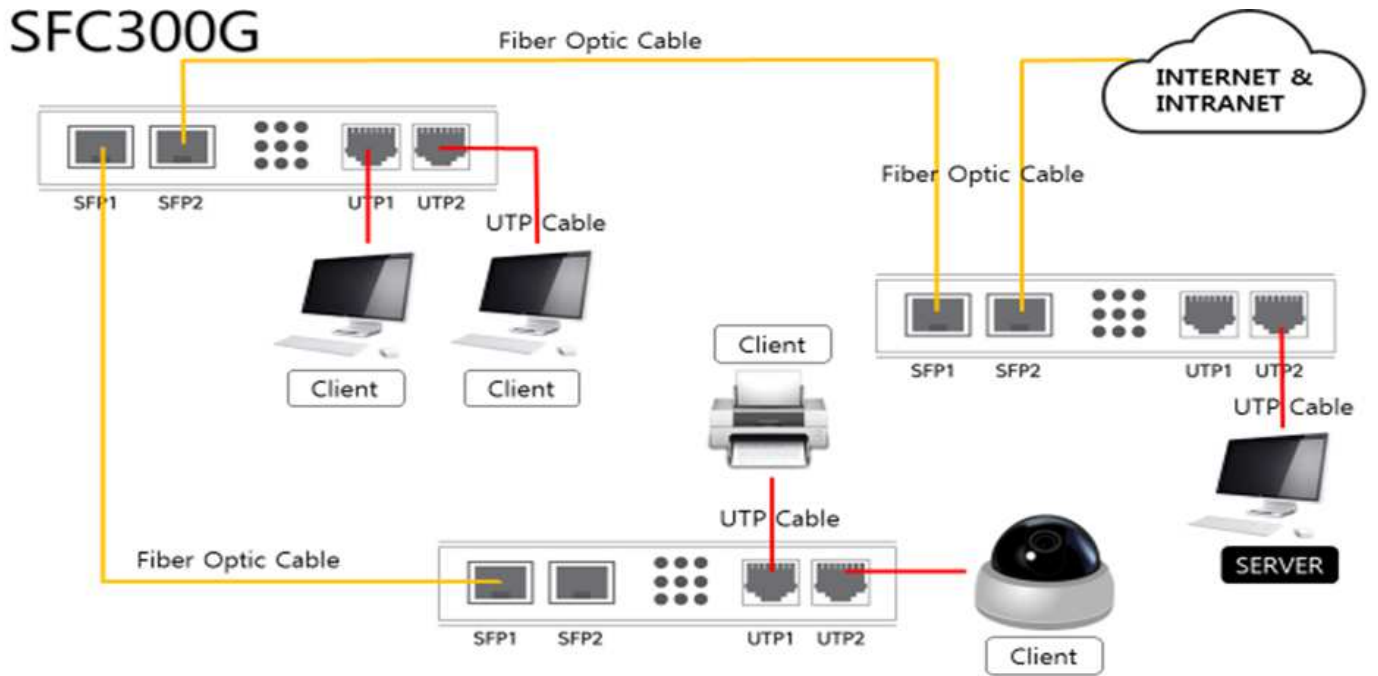 SFC300G
Fiber Optic Cable
INTERNET &
INTRANET
Fiber Optic Cable
SFP1
SFP2
UTP1
UTP2
UTP Cable
Client
Client
Client
SFP1
SFP2
UTP1
UTP2
UTP Cable
UTP Cable
Fiber Optic Cable
SERVER
SFP1
SFP2
UTP1
UTP2
Client